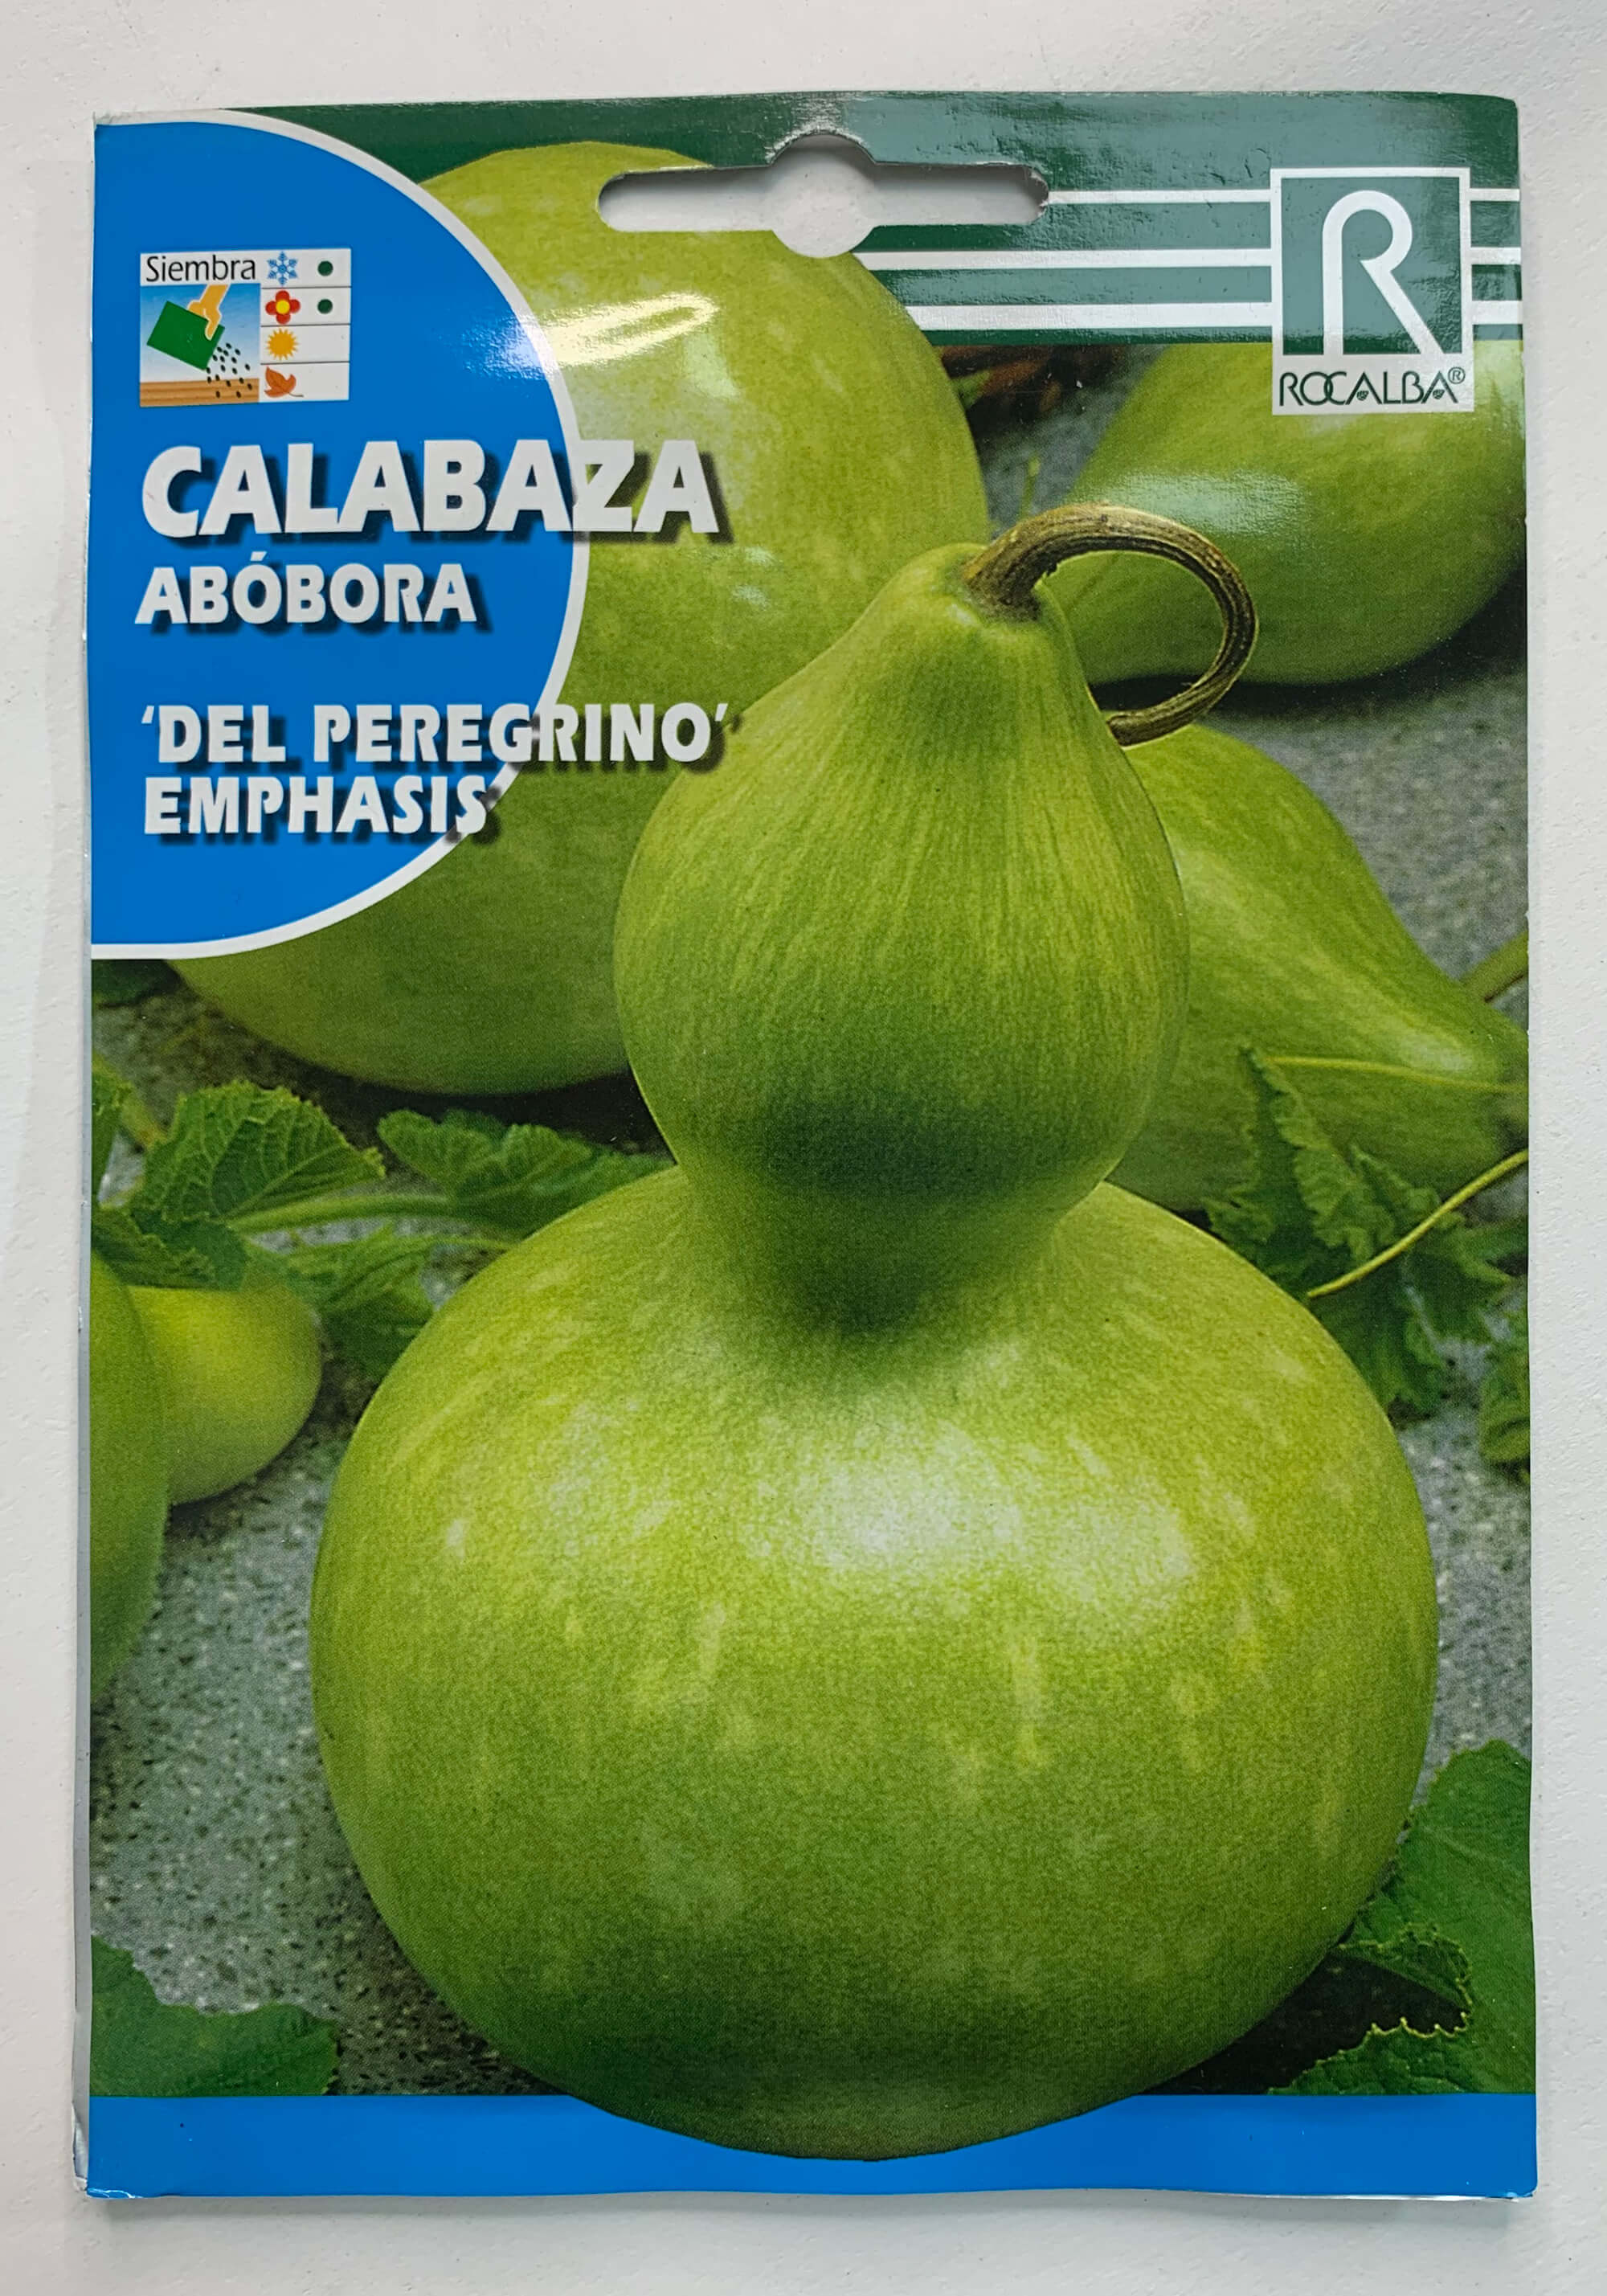 Siembra
R
ROCALBA®
CALABAZA
ABÓBORA
‘DEL PEREGRINO’
EMPHASIS